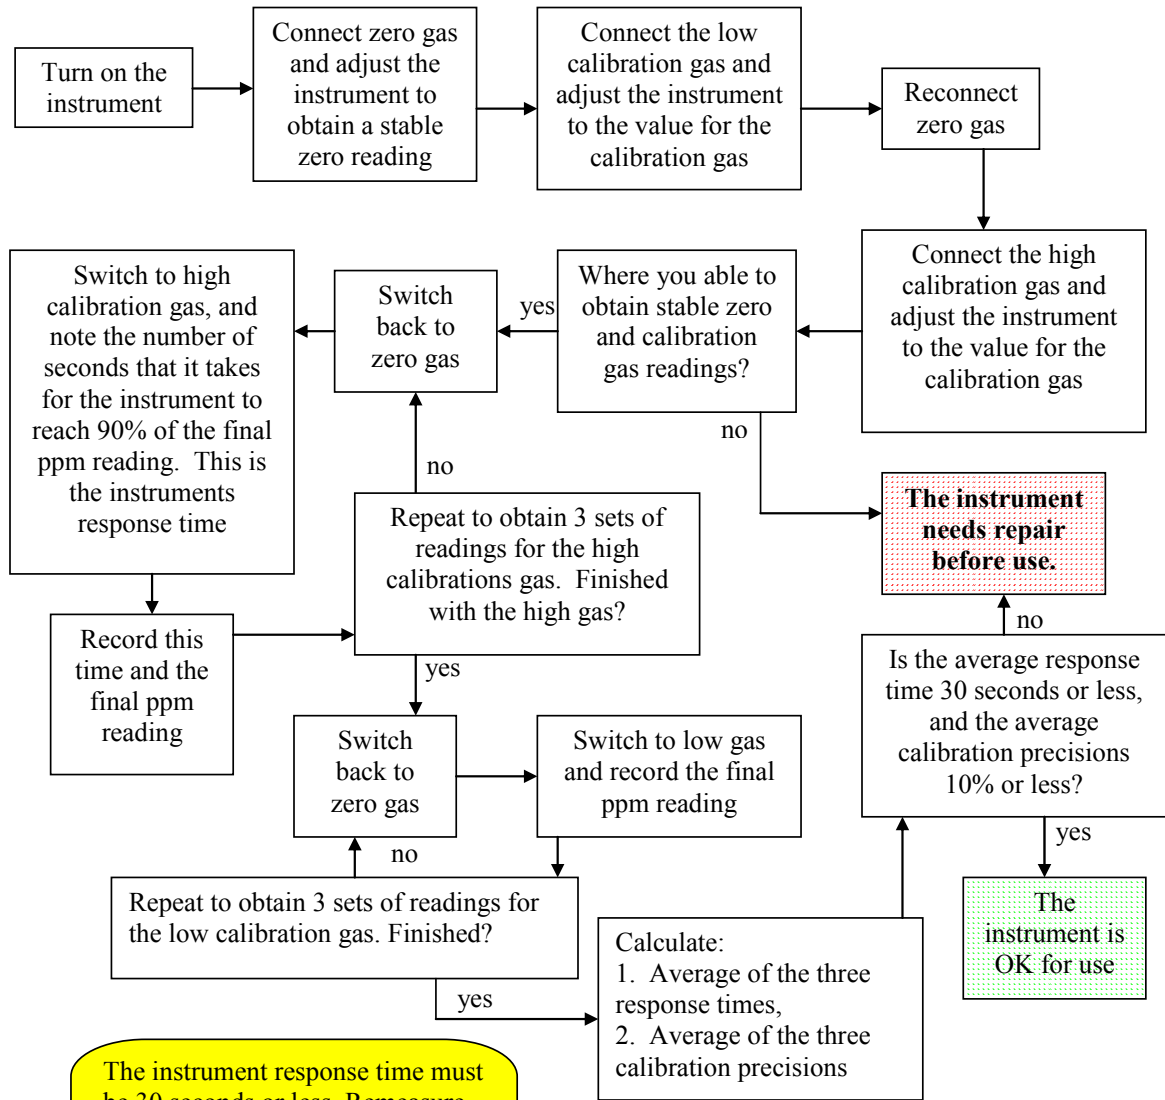 Turn on the
instrument
Connect zero gas
and adjust the
instrument to
obtain a stable
zero reading
Connect the low
calibration gas and
adjust the instrument
to the value for the
calibration gas
Reconnect
zero gas
Connect the high
calibration gas and
adjust the instrument
to the value for the
calibration gas
Where you able to
obtain stable zero
and calibration
gas readings?
yes
no
Switch
back to
zero gas
Switch to high
calibration gas, and
note the number of
seconds that it takes
for the instrument to
reach 90% of the final
ppm reading.  This is
the instruments
response time
Record this
time and the
final ppm
reading
Repeat to obtain 3 sets of
readings for the high
calibrations gas.  Finished
with the high gas?
no
yes
The instrument
needs repair
before use.
Switch
back to
zero gas
Switch to low gas
and record the final
ppm reading
Repeat to obtain 3 sets of readings for
the low calibration gas. Finished?
no
yes
Calculate:
1.  Average of the three
response times,
2.  Average of the three
calibration precisions
Is the average response
time 30 seconds or less,
and the average
calibration precisions
10% or less?
no
yes
The
instrument is
OK for use
The instrument response time must
be 30 seconds or less. Remeasure